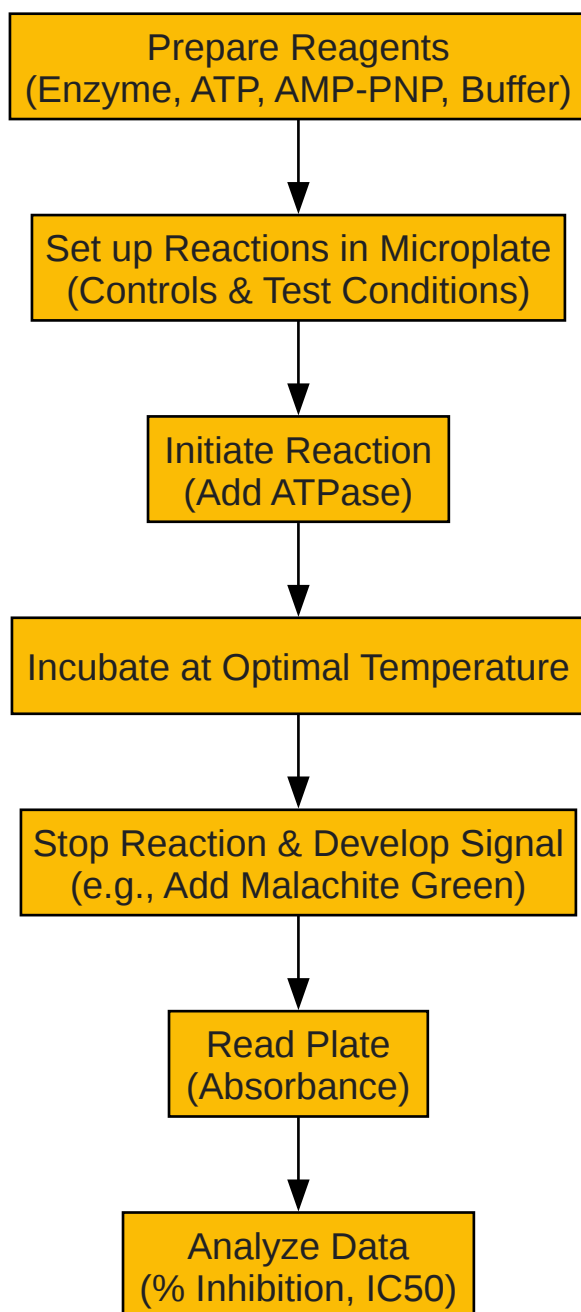 Prepare Reagents
(Enzyme, ATP, AMP-PNP, Buffer)
Set up Reactions in Microplate
(Controls & Test Conditions)
Initiate Reaction
(Add ATPase)
Incubate at Optimal Temperature
Stop Reaction & Develop Signal
(e.g., Add Malachite Green)
Read Plate
(Absorbance)
Analyze Data
(% Inhibition, IC50)